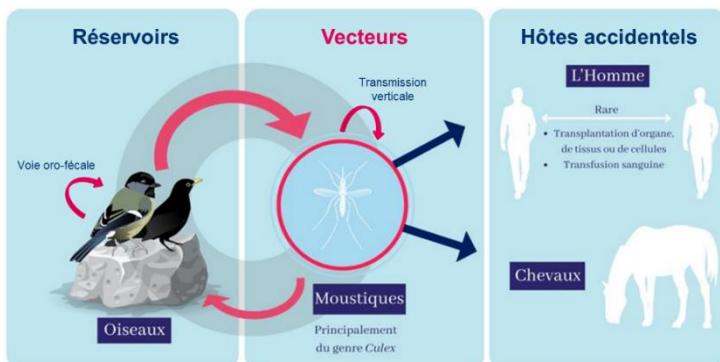 Réservoirs
Voie oro-fécale
Oiseaux
Vecteurs
Transmission
verticale
Moustiques
Principalement
du genre Culex
Hôtes accidentels
L'Homme
Rare
• Transplantation d'organe,
de tissus ou de cellules
• Transfusion sanguine
Chevaux